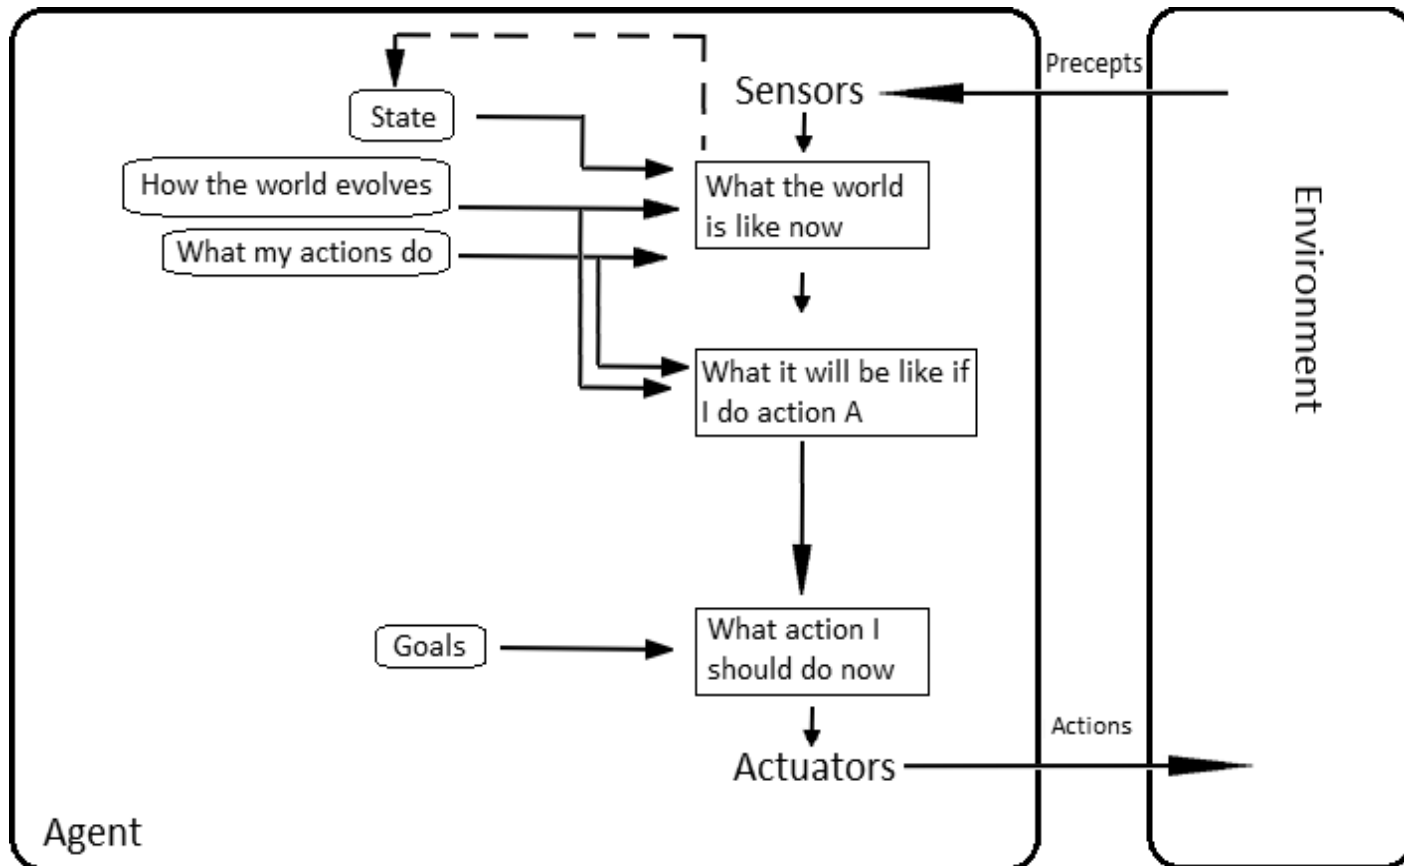 Precepts
Sensors
State
How the world evolves
What the world
is like now
What my actions do
Environment
What it will be like if
I do action A
What action I
should do now
Goals
Actions
Actuators
Agent